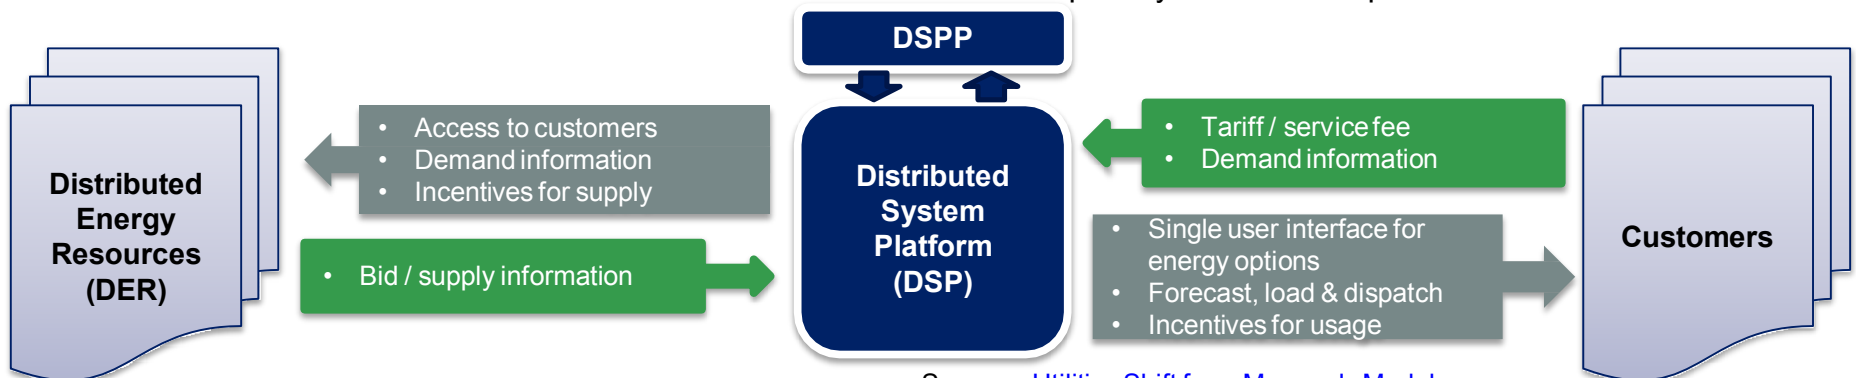 DSPP
Distributed
Energy
Resources
(DER)
• Access to customers
• Demand information
• Incentives for supply
• Bid / supply information
Distributed
System
Platform
(DSP)
• Tariff / service fee
• Demand information
• Single user interface for
energy options
• Forecast, load & dispatch
• Incentives for usage
Customers